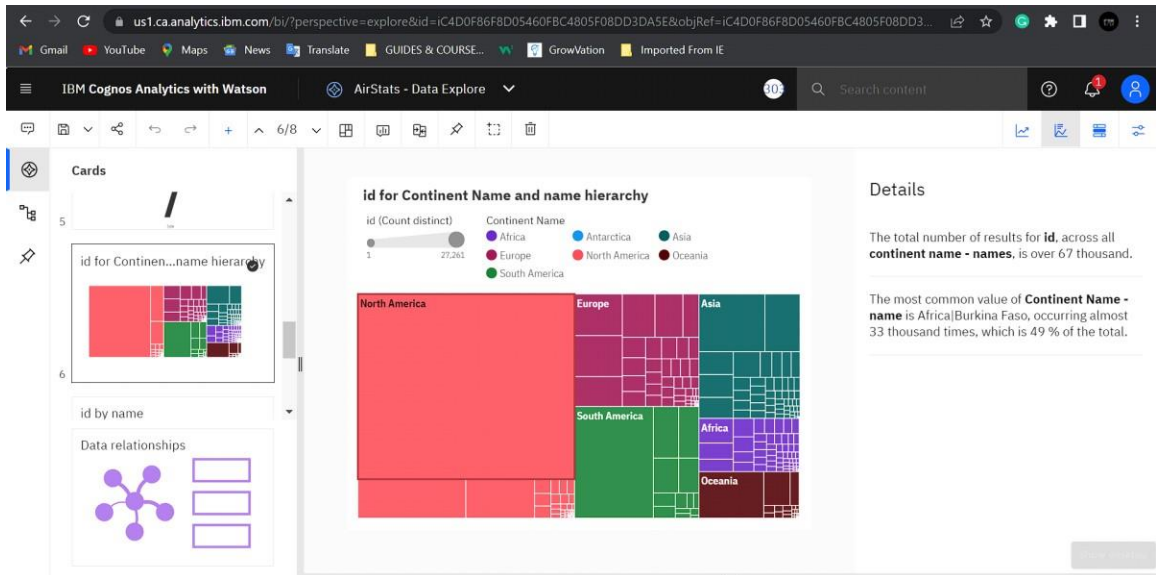 us1.ca.analytics.ibm.com/bi/?perspective=explore&id=iC4D0F86F8D05460FBC4805F08DD3DA5E&objRef=iC4D0F86F8D05460FBC4805F08DD3...
Gmail YouTube Maps News Translate GUIDES & COURSE... GrowVation Imported From IE
IBM Cognos Analytics with Watson AirStats - Data Explore 303 Search content 1
6/8
Cards
5
id for Continen...name hierarchy
6
id by name
Data relationships
id for Continent Name and name hierarchy
id (Count distinct) Continent Name
1 27,261
Africa Antarctica Asia
Europe North America Oceania
South America
North America Europe Asia
South America
Africa
Oceania
Details
The total number of results for id, across all
continent name - names, is over 67 thousand.
The most common value of Continent Name -
name is Africa|Burkina Faso, occurring almost
33 thousand times, which is 49 % of the total.